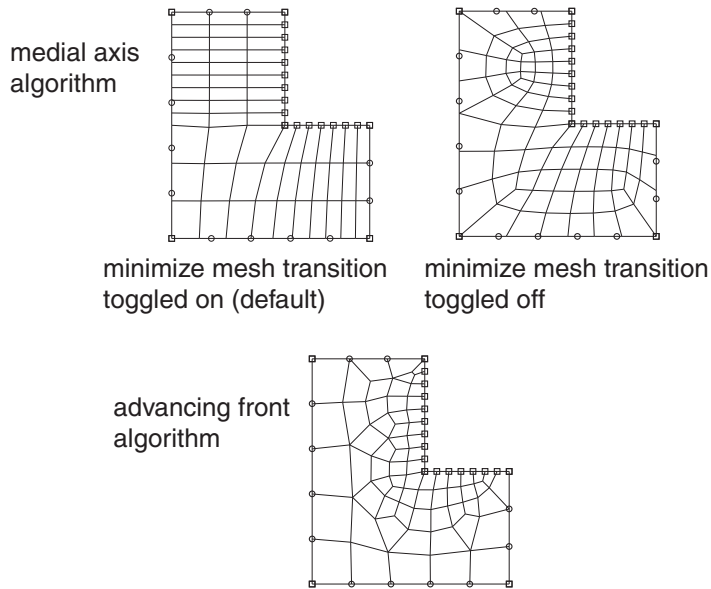 medial axis
algorithm
minimize mesh transition
toggled on (default)
minimize mesh transition
toggled off
advancing front
algorithm